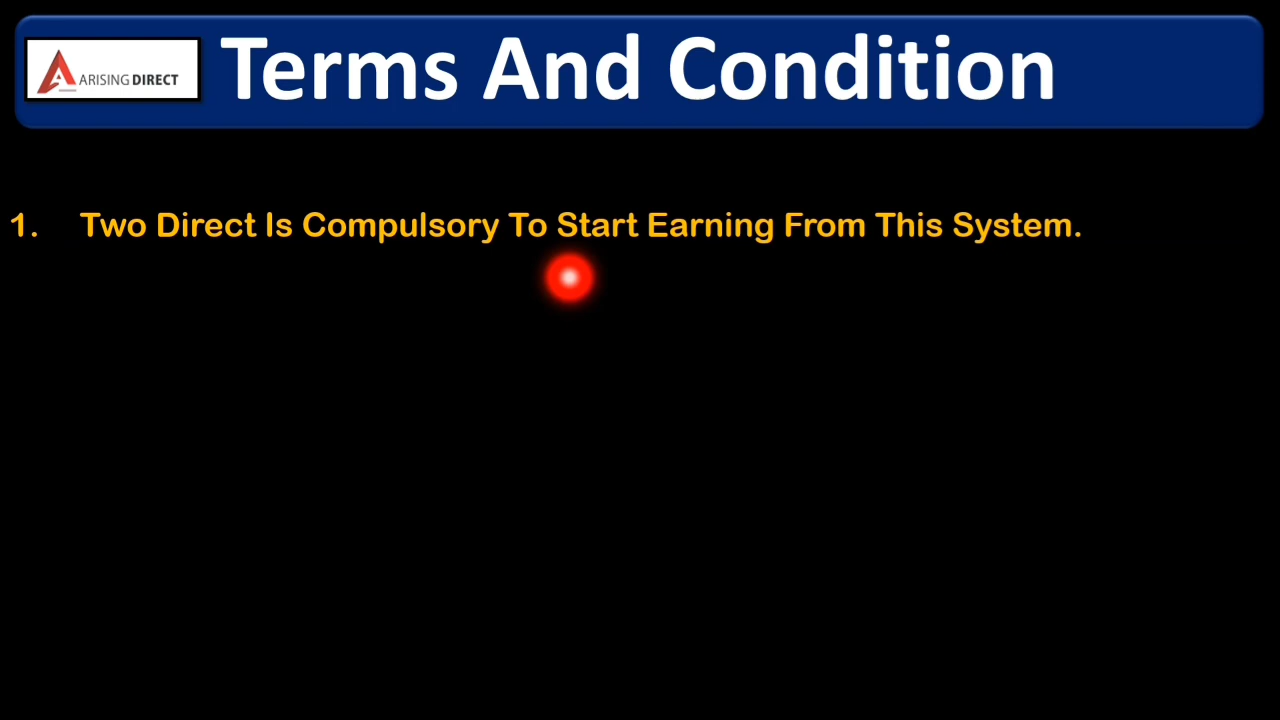 ARISING DIRECT
Terms And Condition
1. Two Direct Is Compulsory To Start Earning From This System.